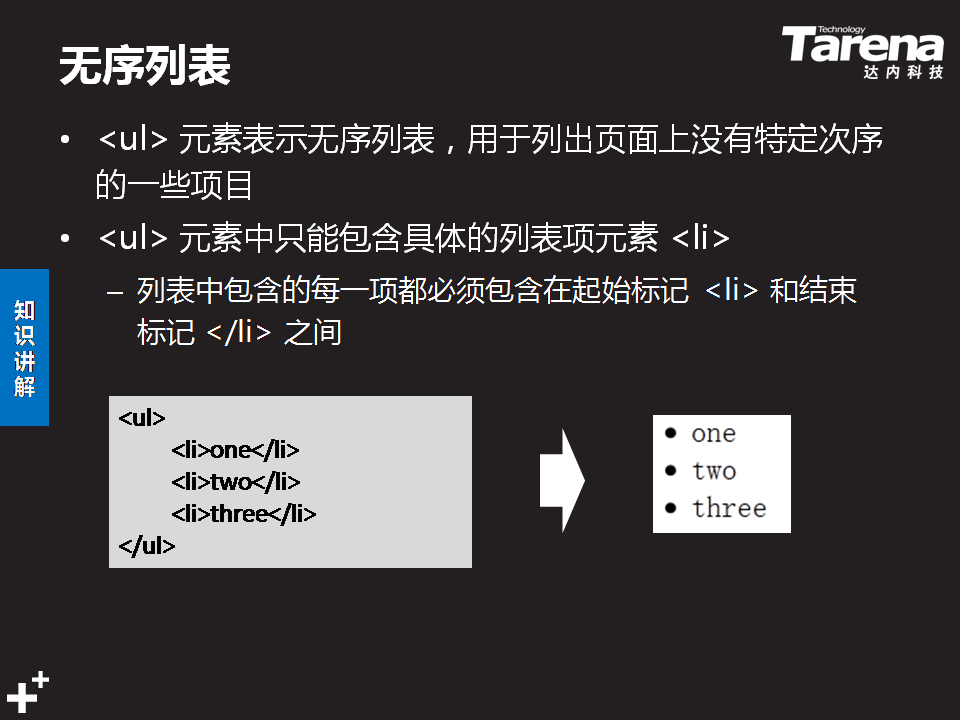 Technology
Tarena
达内科技
无序列表
• <ul> 元素表示无序列表，用于列出页面上没有特定次序
的一些项目
• <ul> 元素中只能包含具体的列表项元素 <li>
– 列表中包含的每一项都必须包含在起始标记 <li> 和结束
标记 </li> 之间
知
识
讲
解
<ul>
<li>one</li>
<li>two</li>
<li>three</li>
</ul>
• one
• two
• three